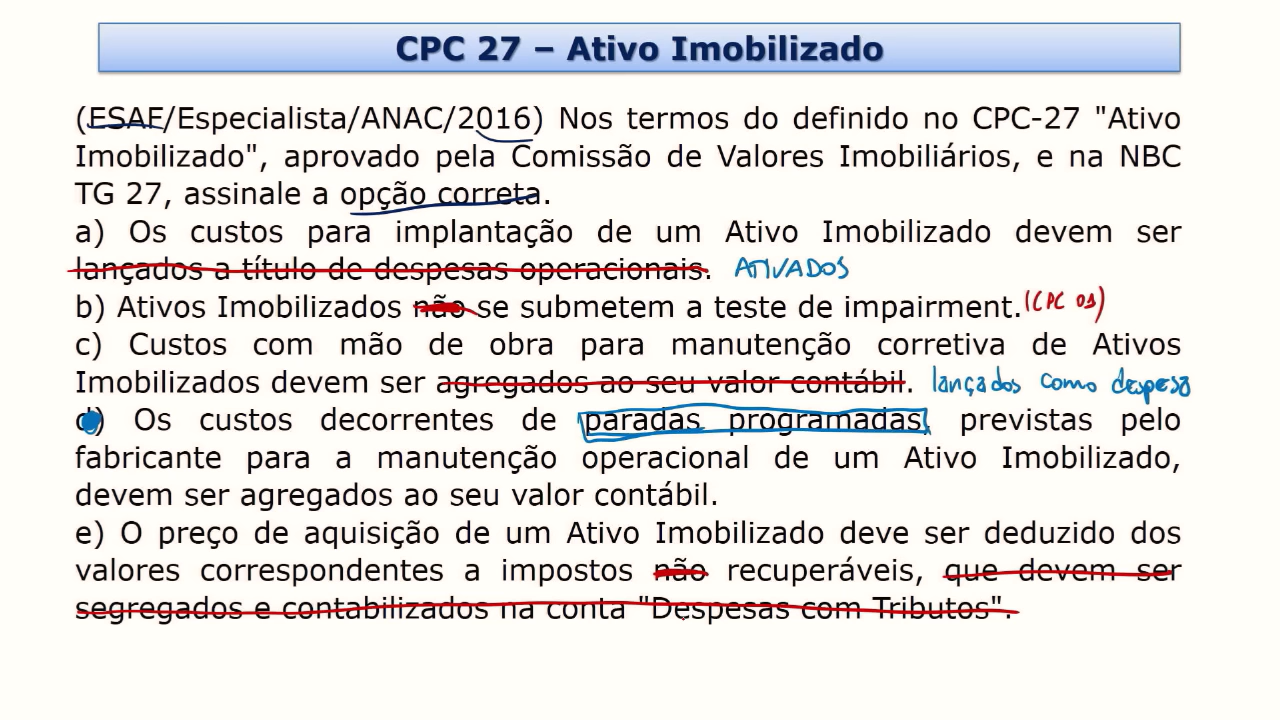 CPC 27 – Ativo Imobilizado
(ESAF/Especialista/ANAC/2016) Nos termos do definido no CPC-27 "Ativo
Imobilizado", aprovado pela Comissão de Valores Imobiliários, e na NBC
TG 27, assinale a opção correta.
a) Os custos para implantação de um Ativo Imobilizado devem ser
lançados a título de despesas operacionais. ATIVADOS
b) Ativos Imobilizados não se submetem a teste de impairment. (CPC 01)
c) Custos com mão de obra para manutenção corretiva de Ativos
Imobilizados devem ser agregados ao seu valor contábil. lançados como despesa
d) Os custos decorrentes de paradas programadas, previstas pelo
fabricante para a manutenção operacional de um Ativo Imobilizado,
devem ser agregados ao seu valor contábil.
e) O preço de aquisição de um Ativo Imobilizado deve ser deduzido dos
valores correspondentes a impostos não recuperáveis, que devem ser
segregados e contabilizados na conta "Despesas com Tributos".